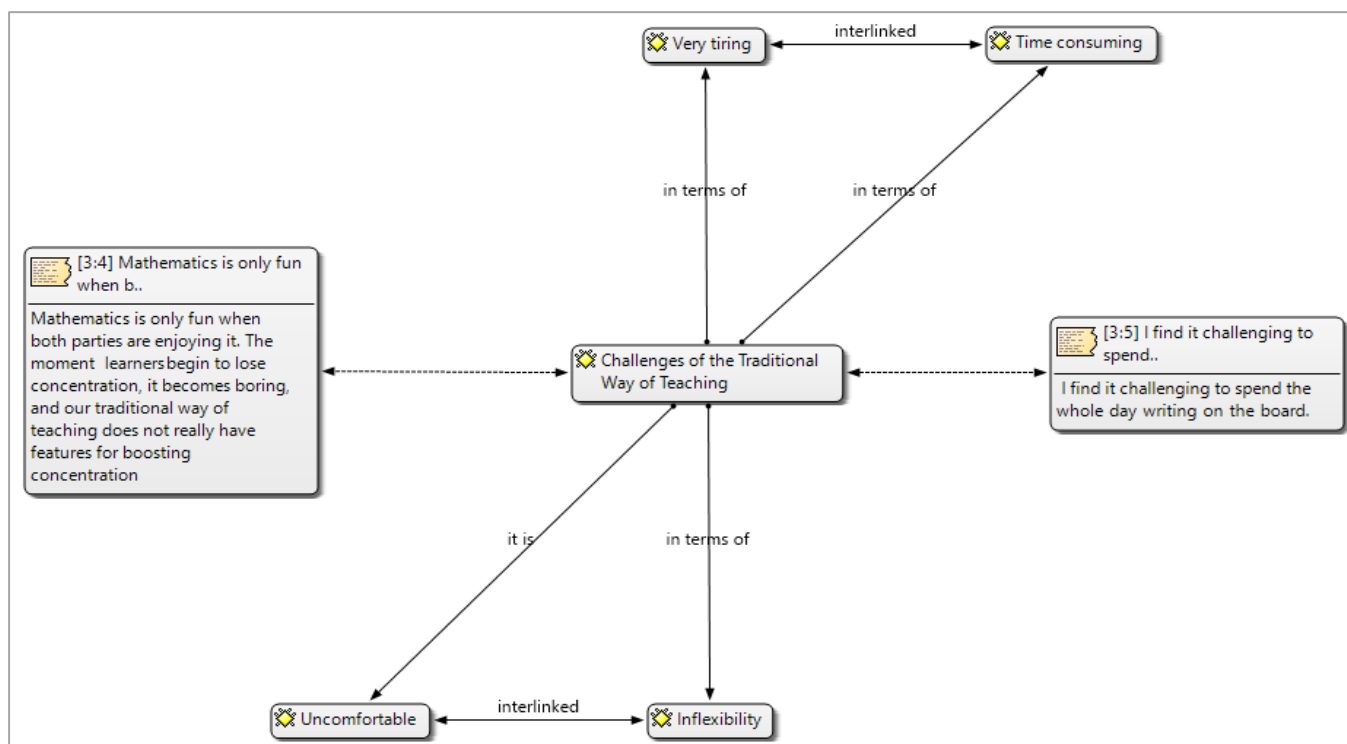 interlinked
Very tiring
Time consuming
in terms of
in terms of
[3:4] Mathematics is only fun
when b..
Mathematics is only fun when
both parties are enjoying it. The
moment learnersbegin to lose
concentration, it becomes boring,
and our traditional way of
teaching does not really have
features for boosting
concentration
Challenges of the Traditional
Way of Teaching
[3:5] I find it challenging to
spend..
I find it challenging to spend the
whole day writing on the board.
it is
in terms of
interlinked
Uncomfortable
Inflexibility